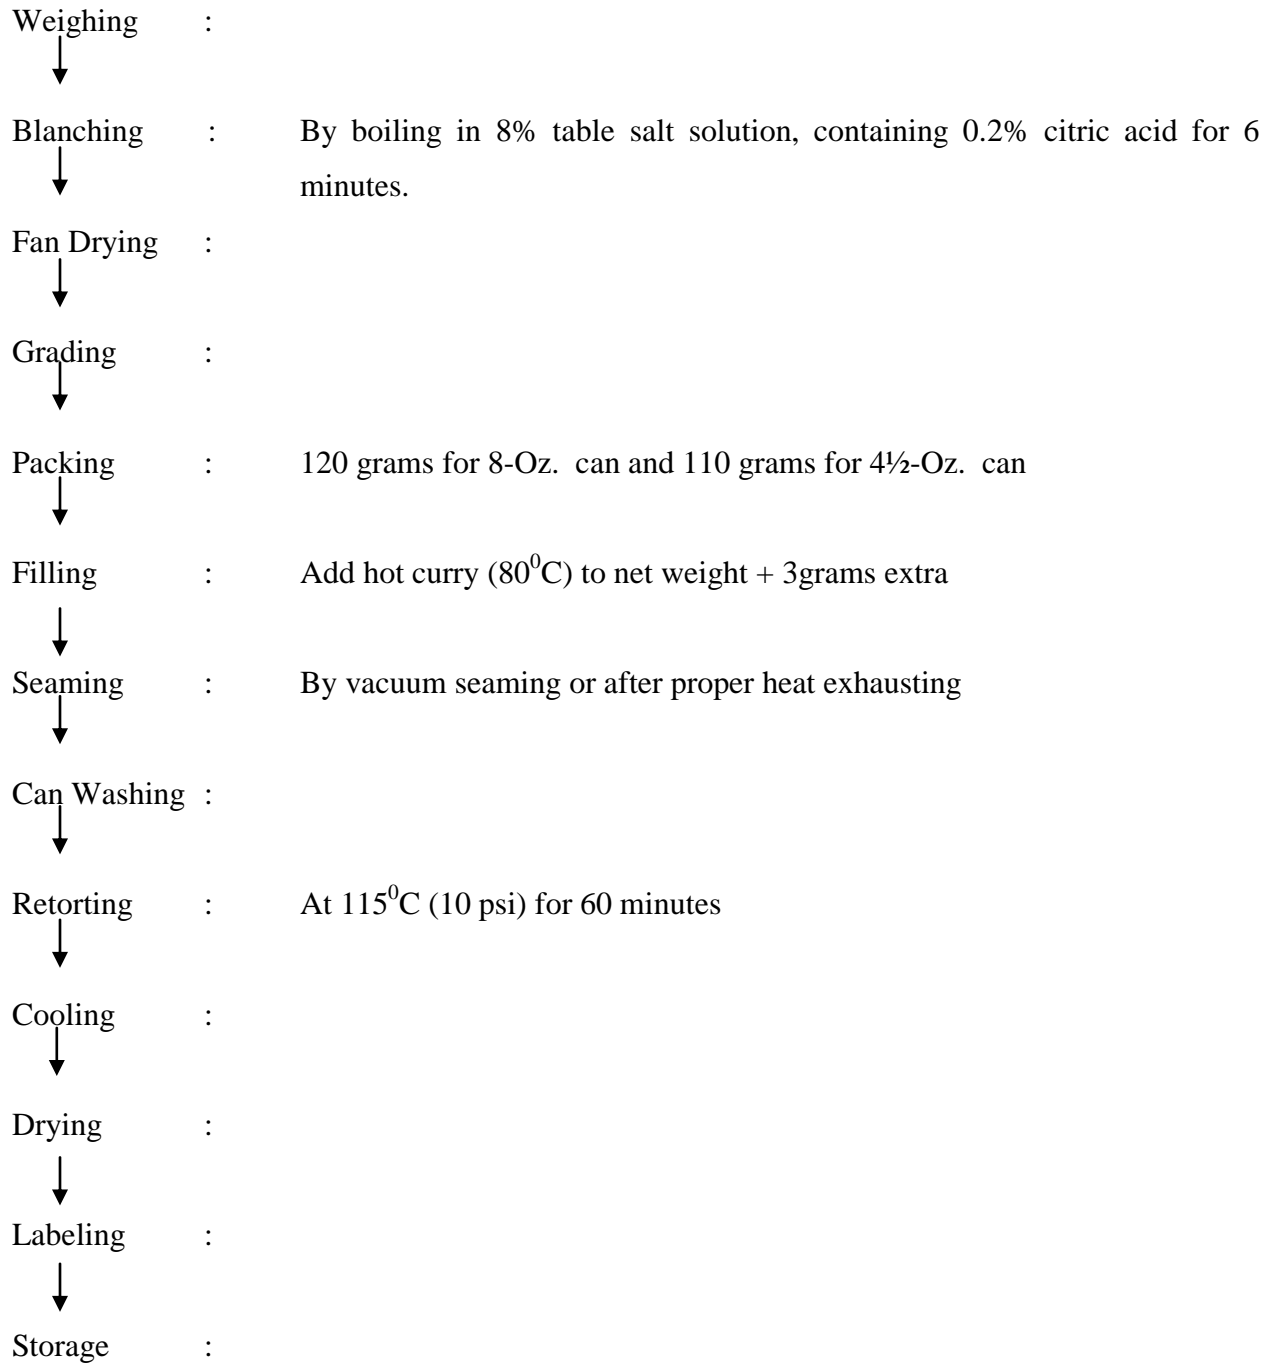 Weighing :
Blanching : By boiling in 8% table salt solution, containing 0.2% citric acid for 6
minutes.
Fan Drying :
Grading :
Packing : 120 grams for 8-Oz. can and 110 grams for 4½-Oz. can
Filling : Add hot curry (80⁰C) to net weight + 3grams extra
Seaming : By vacuum seaming or after proper heat exhausting
Can Washing :
Retorting : At 115⁰C (10 psi) for 60 minutes
Cooling :
Drying :
Labeling :
Storage :